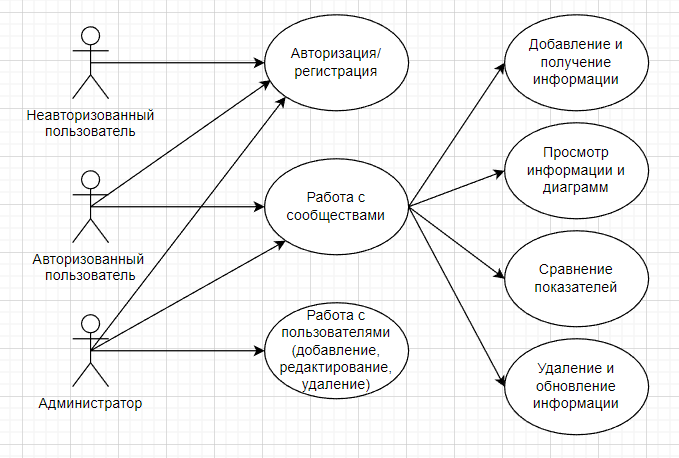 Неавторизованный
пользователь
Авторизованный
пользователь
Администратор
Авторизация/
регистрация
Работа с
сообществами
Работа с
пользователями
(добавление,
редактирование,
удаление)
Добавление и
получение
информации
Просмотр
информации и
диаграмм
Сравнение
показателей
Удаление и
обновление
информации